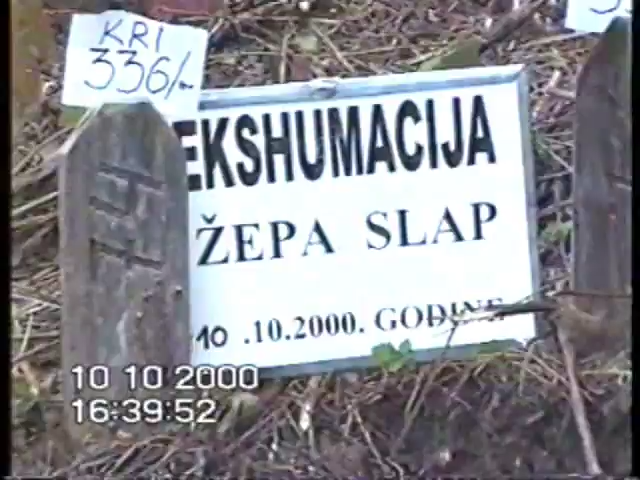 KRI
336/-
EKSHUMACIJA
ŽEPA SLAP
10 .10.2000. GODINE
10 10 2000
16:39:52